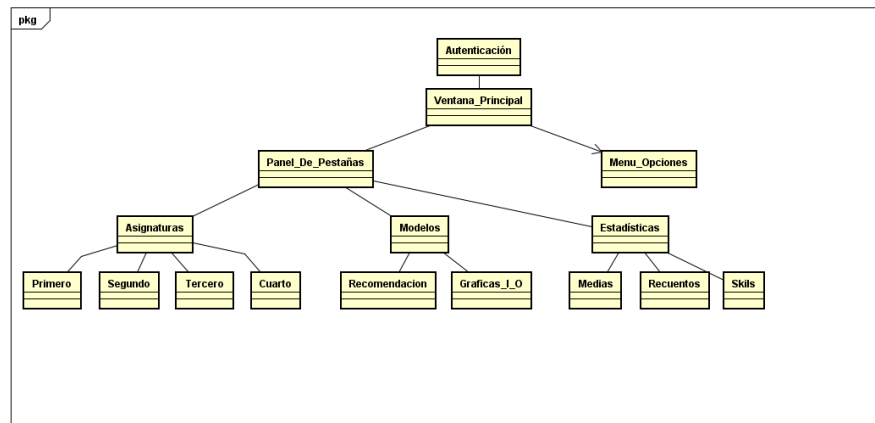 pkg
Autenticación
Ventana_Principal
Panel_De_Pestañas
Menu_Opciones
Asignaturas
Modelos
Estadísticas
Primero
Segundo
Tercero
Cuarto
Recomendacion
Graficas_I_O
Medias
Recuentos
Skils